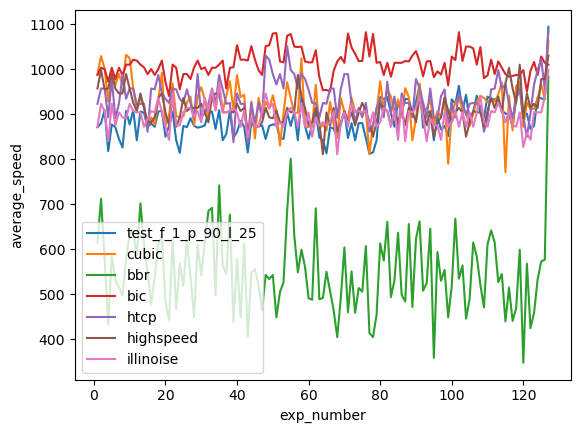 1100
1000
900
800
700
600
500
400
average_speed
test_f_1_p_90_l_25
cubic
bbr
bic
htcp
highspeed
illinoise
0 20 40 60 80 100 120
exp_number